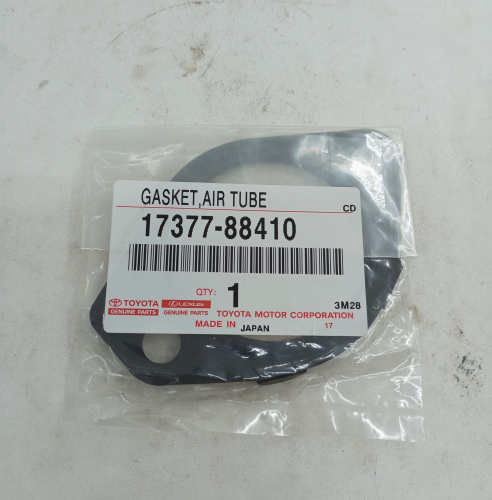 GASKET,AIR TUBE
CD
17377-88410
QTY: 1
3M28
TOYOTA LEXUS
GENUINE PARTS GENUINE PARTS TOYOTA MOTOR CORPORATION
MADE IN JAPAN 17